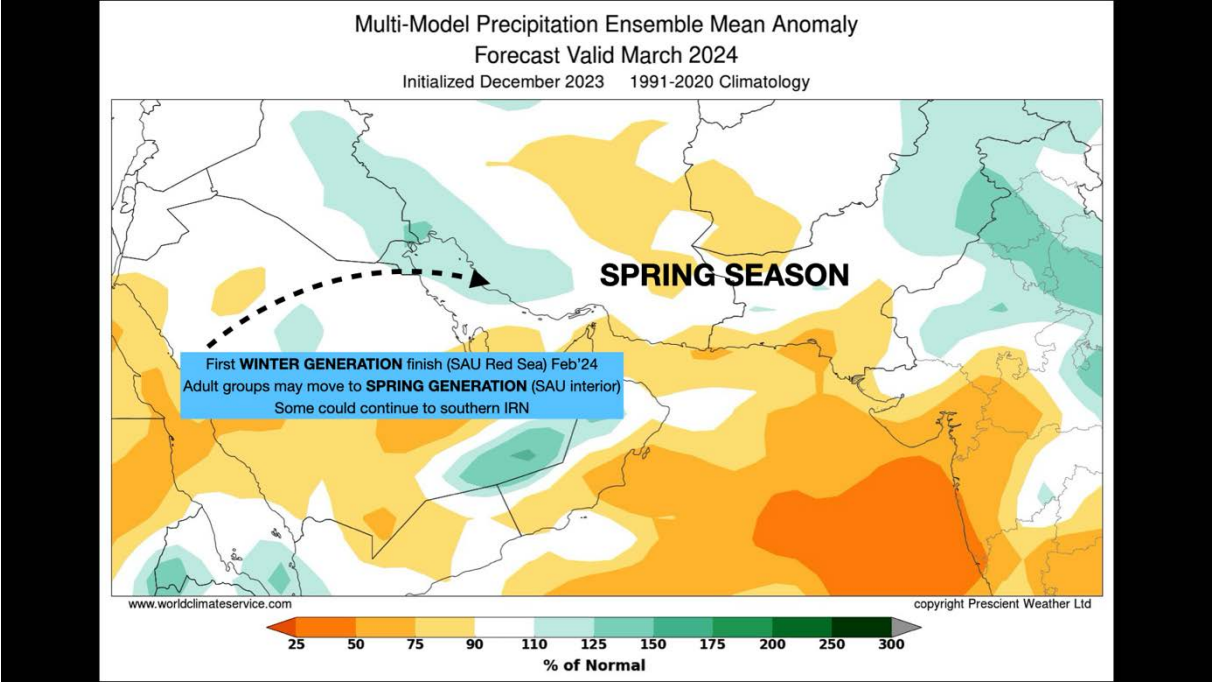 Multi-Model Precipitation Ensemble Mean Anomaly
Forecast Valid March 2024
Initialized December 2023 1991-2020 Climatology
SPRING SEASON
First WINTER GENERATION finish (SAU Red Sea) Feb'24
Adult groups may move to SPRING GENERATION (SAU interior)
Some could continue to southern IRN
www.worldclimateservice.com copyright Prescient Weather Ltd
25 50 75 90 110 125 150 175 200 250 300
% of Normal